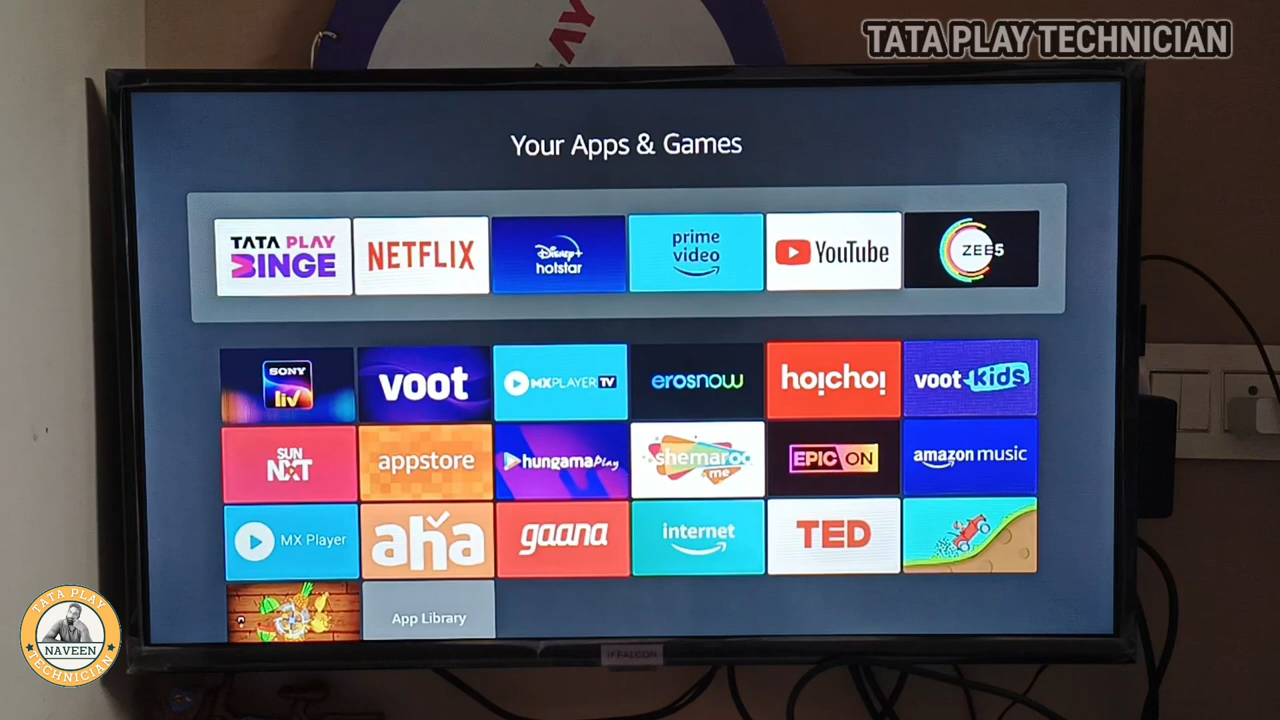 TATA PLAY TECHNICIAN
AY
Your Apps & Games
TATA PLAY
BINGE
NETFLIX
Disney+
hotstar
prime
video
YouTube
ZEE5
SONY
liv
voot
MXPLAYER TV
erosnow
hoichoi
voot kids
SUN
NXT
appstore
hungama Play
shemaroo
me
EPIC ON
amazon music
MX Player
aha
gaana
internet
TED
App Library
iFFALCON
TATA PLAY
NAVEEN
TECHNICIAN